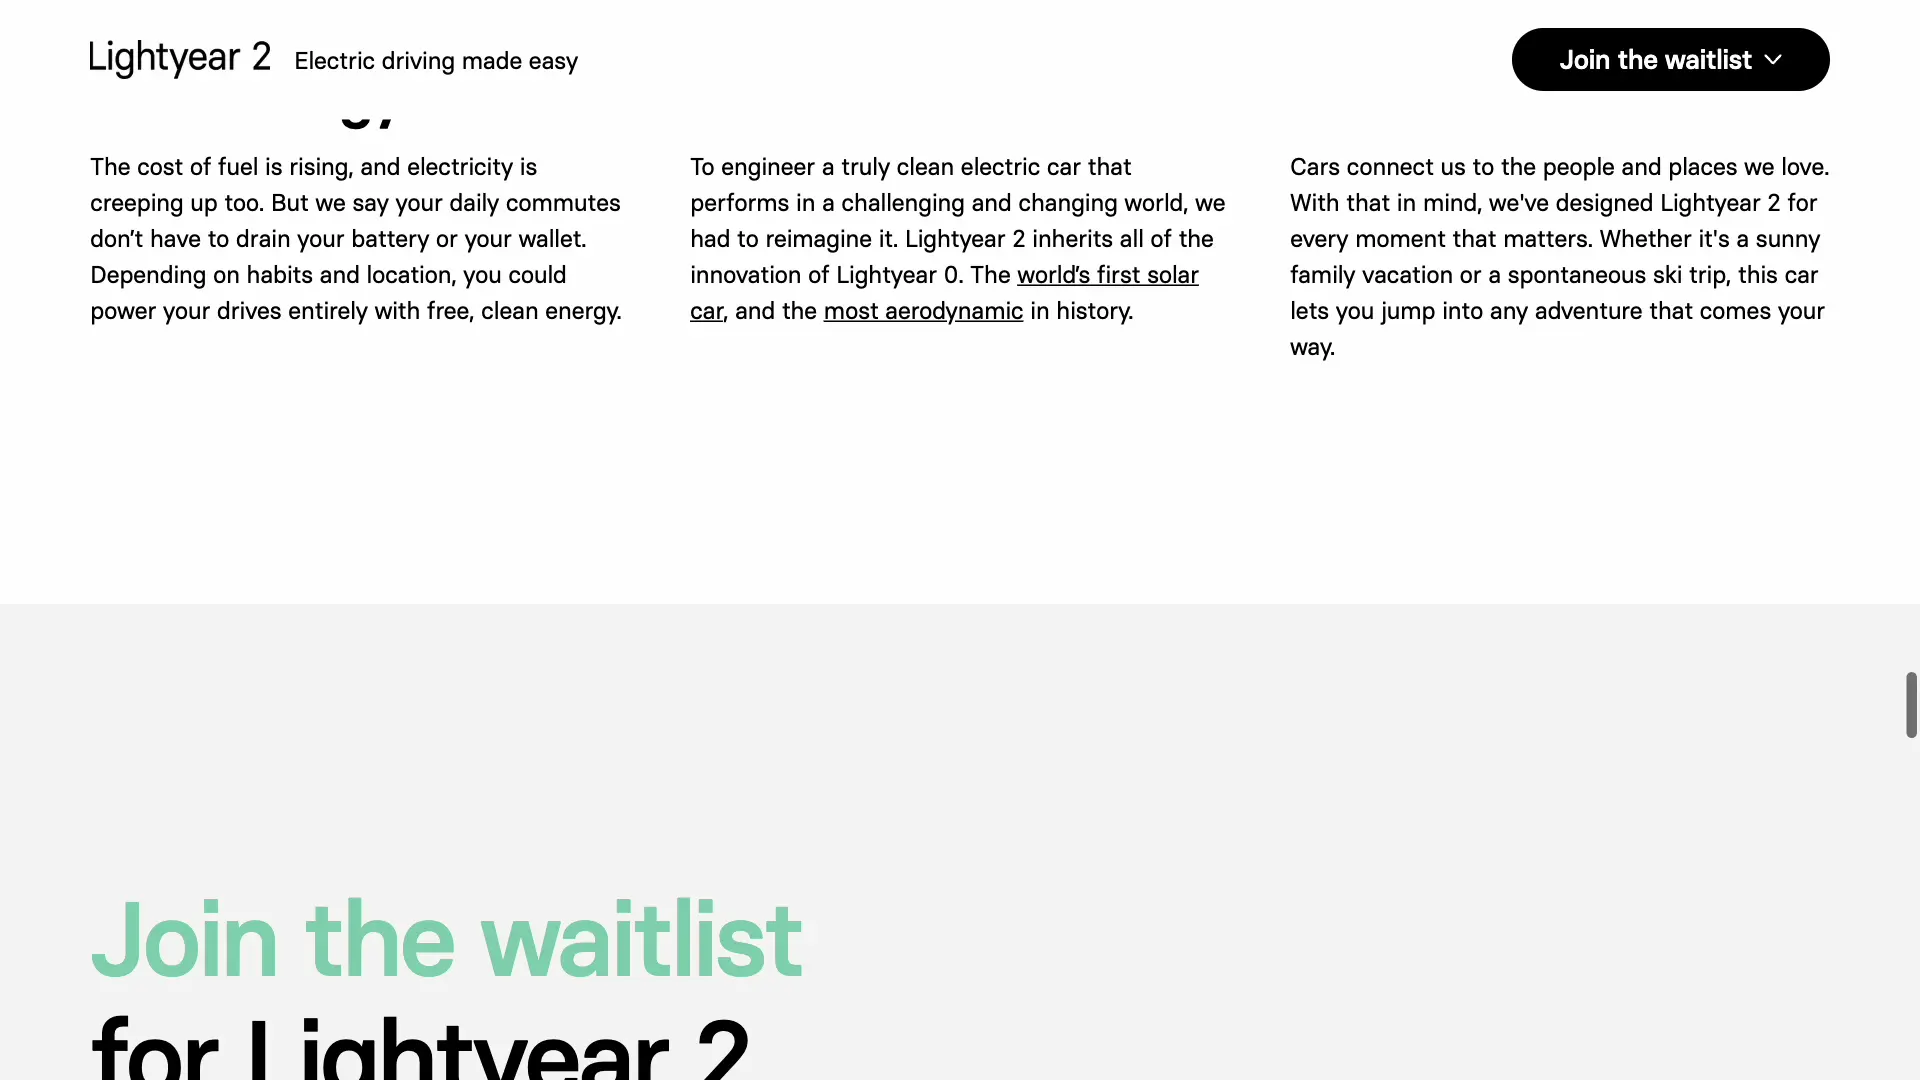 Lightyear 2 Electric driving made easy
Join the waitlist
The cost of fuel is rising, and electricity is
creeping up too. But we say your daily commutes
don’t have to drain your battery or your wallet.
Depending on habits and location, you could
power your drives entirely with free, clean energy.
To engineer a truly clean electric car that
performs in a challenging and changing world, we
had to reimagine it. Lightyear 2 inherits all of the
innovation of Lightyear 0. The world’s first solar
car, and the most aerodynamic in history.
Cars connect us to the people and places we love.
With that in mind, we've designed Lightyear 2 for
every moment that matters. Whether it's a sunny
family vacation or a spontaneous ski trip, this car
lets you jump into any adventure that comes your
way.
Join the waitlist
for Lightyear 2